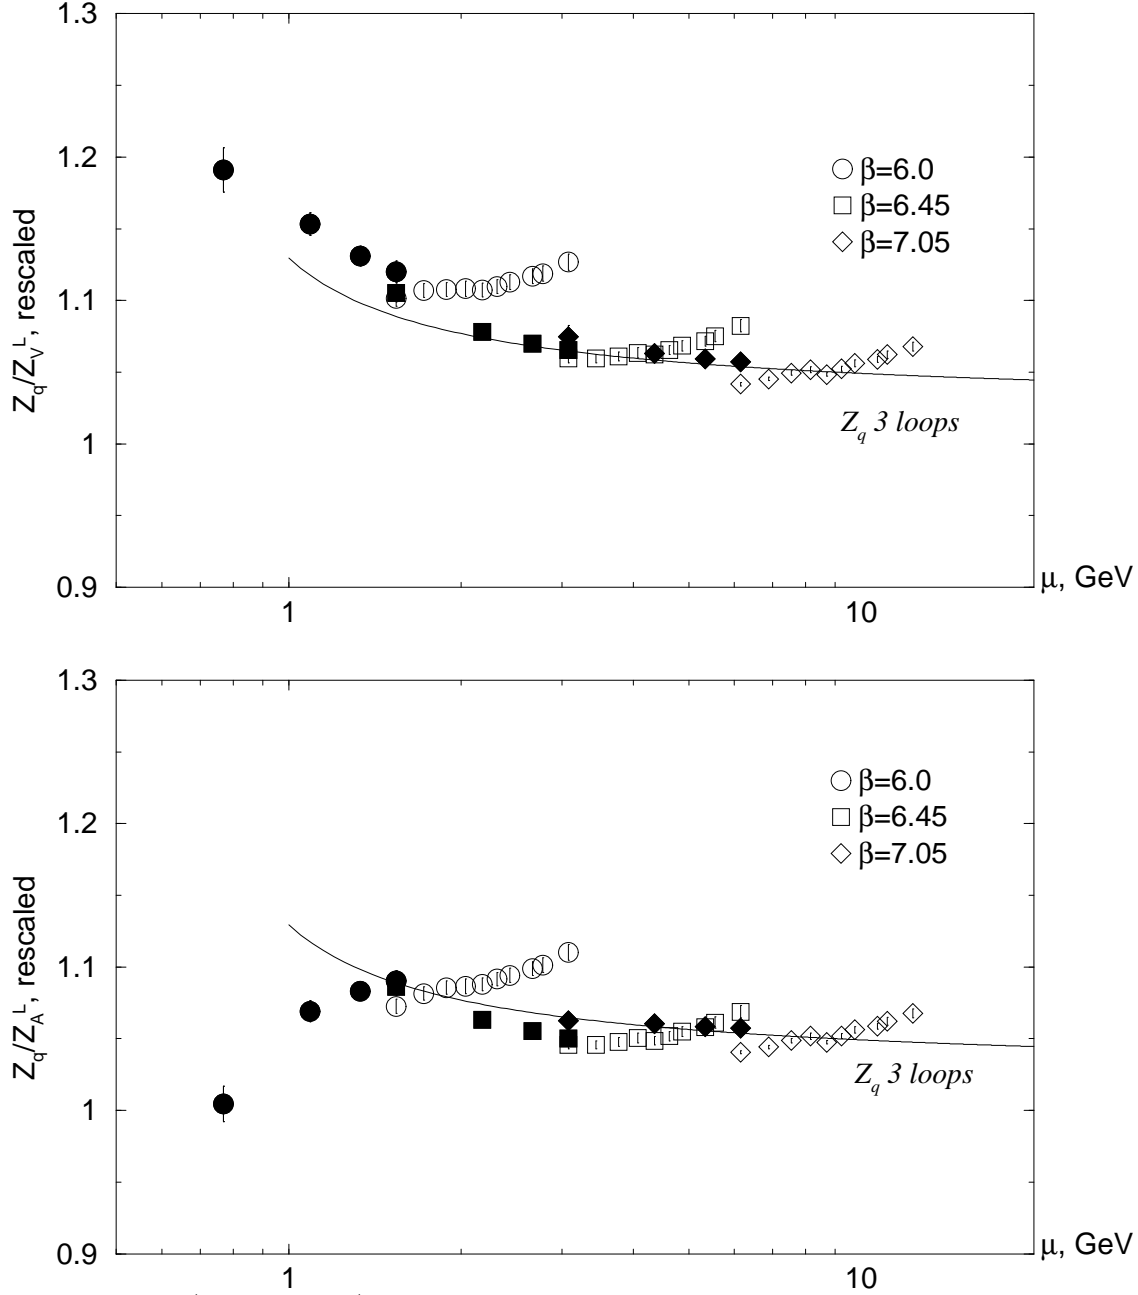 1.3
1.2
1.1
1
0.9
Z_q/Z_V^L, rescaled
β=6.0
β=6.45
β=7.05
Z_q 3 loops
μ, GeV
1
10
1.3
1.2
1.1
1
0.9
Z_q/Z_A^L, rescaled
β=6.0
β=6.45
β=7.05
Z_q 3 loops
μ, GeV
1
10